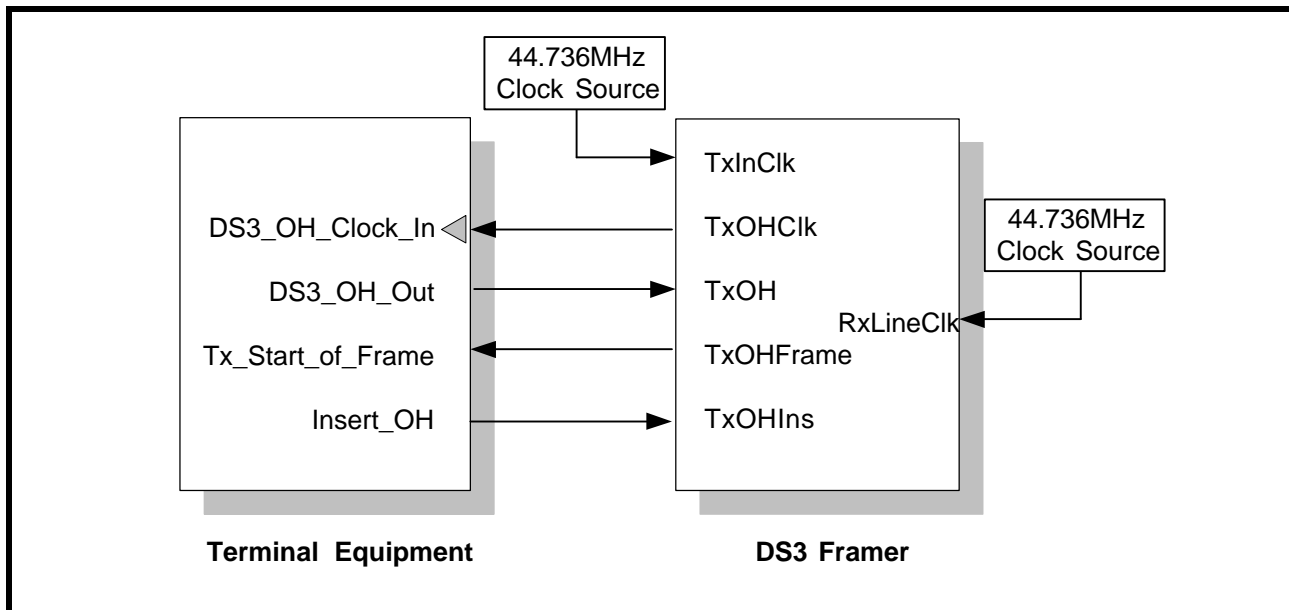 44.736MHz
Clock Source
TxInClk
DS3_OH_Clock_In
TxOHClk
44.736MHz
Clock Source
DS3_OH_Out
TxOH
RxLineClk
Tx_Start_of_Frame
TxOHFrame
Insert_OH
TxOHIns
Terminal Equipment
DS3 Framer